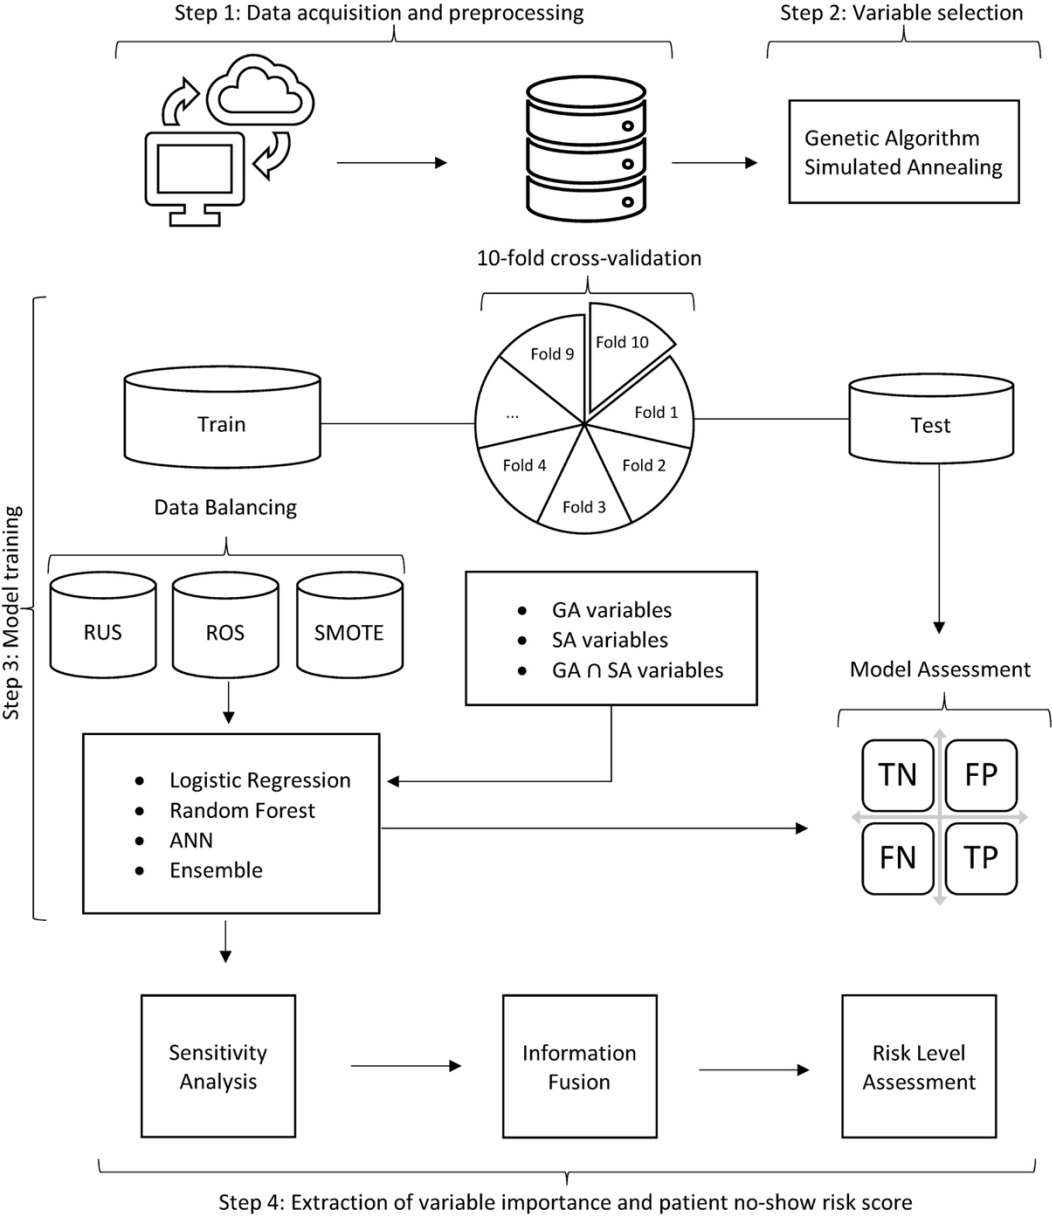 Step 1: Data acquisition and preprocessing
Step 2: Variable selection
Genetic Algorithm
Simulated Annealing
10-fold cross-validation
Step 3: Model training
Train
Fold 9
Fold 10
...
Fold 1
Fold 4
Fold 2
Fold 3
Test
Data Balancing
RUS
ROS
SMOTE
• GA variables
• SA variables
• GA ∩ SA variables
Model Assessment
• Logistic Regression
• Random Forest
• ANN
• Ensemble
TN
FP
FN
TP
Sensitivity
Analysis
Information
Fusion
Risk Level
Assessment
Step 4: Extraction of variable importance and patient no-show risk score